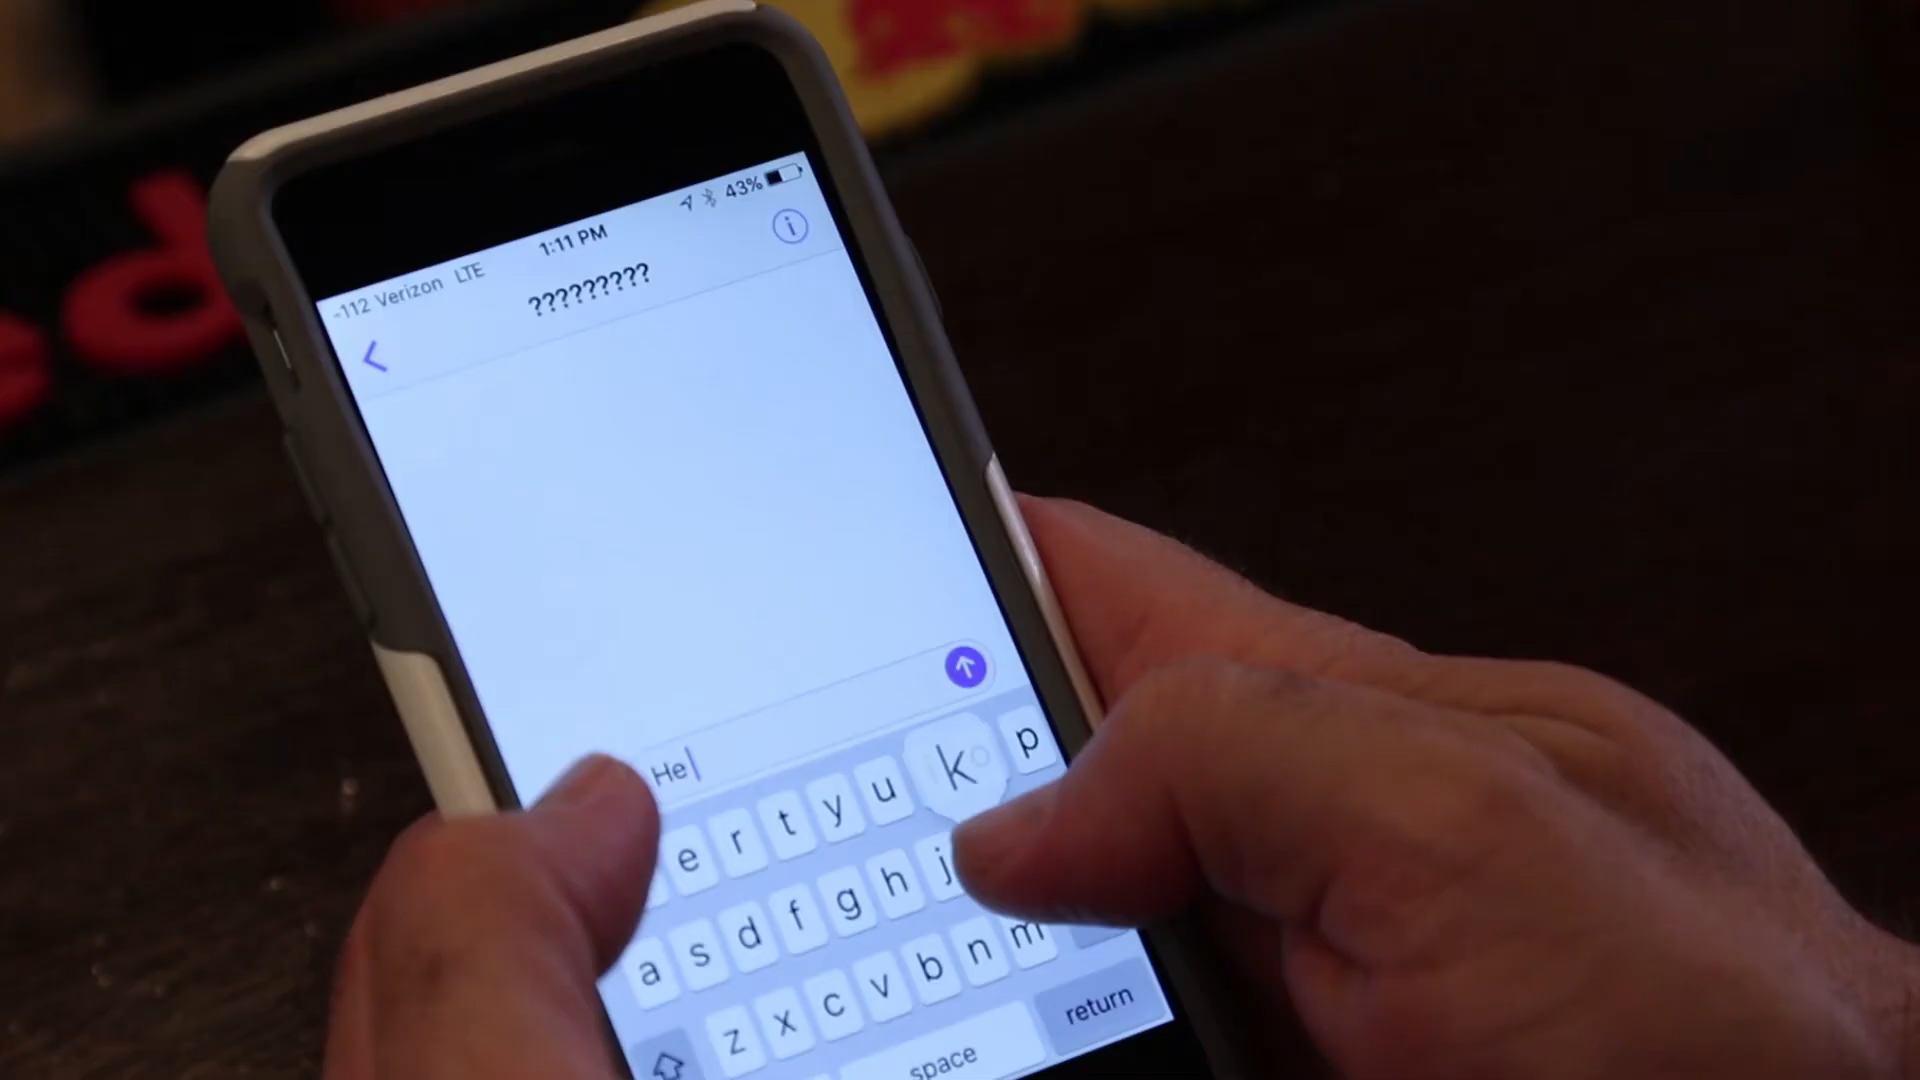 -112 Verizon LTE 1:11 PM 43%
?????????
He
k p
e r t y u
a s d f g h j
z x c v b n m
space return